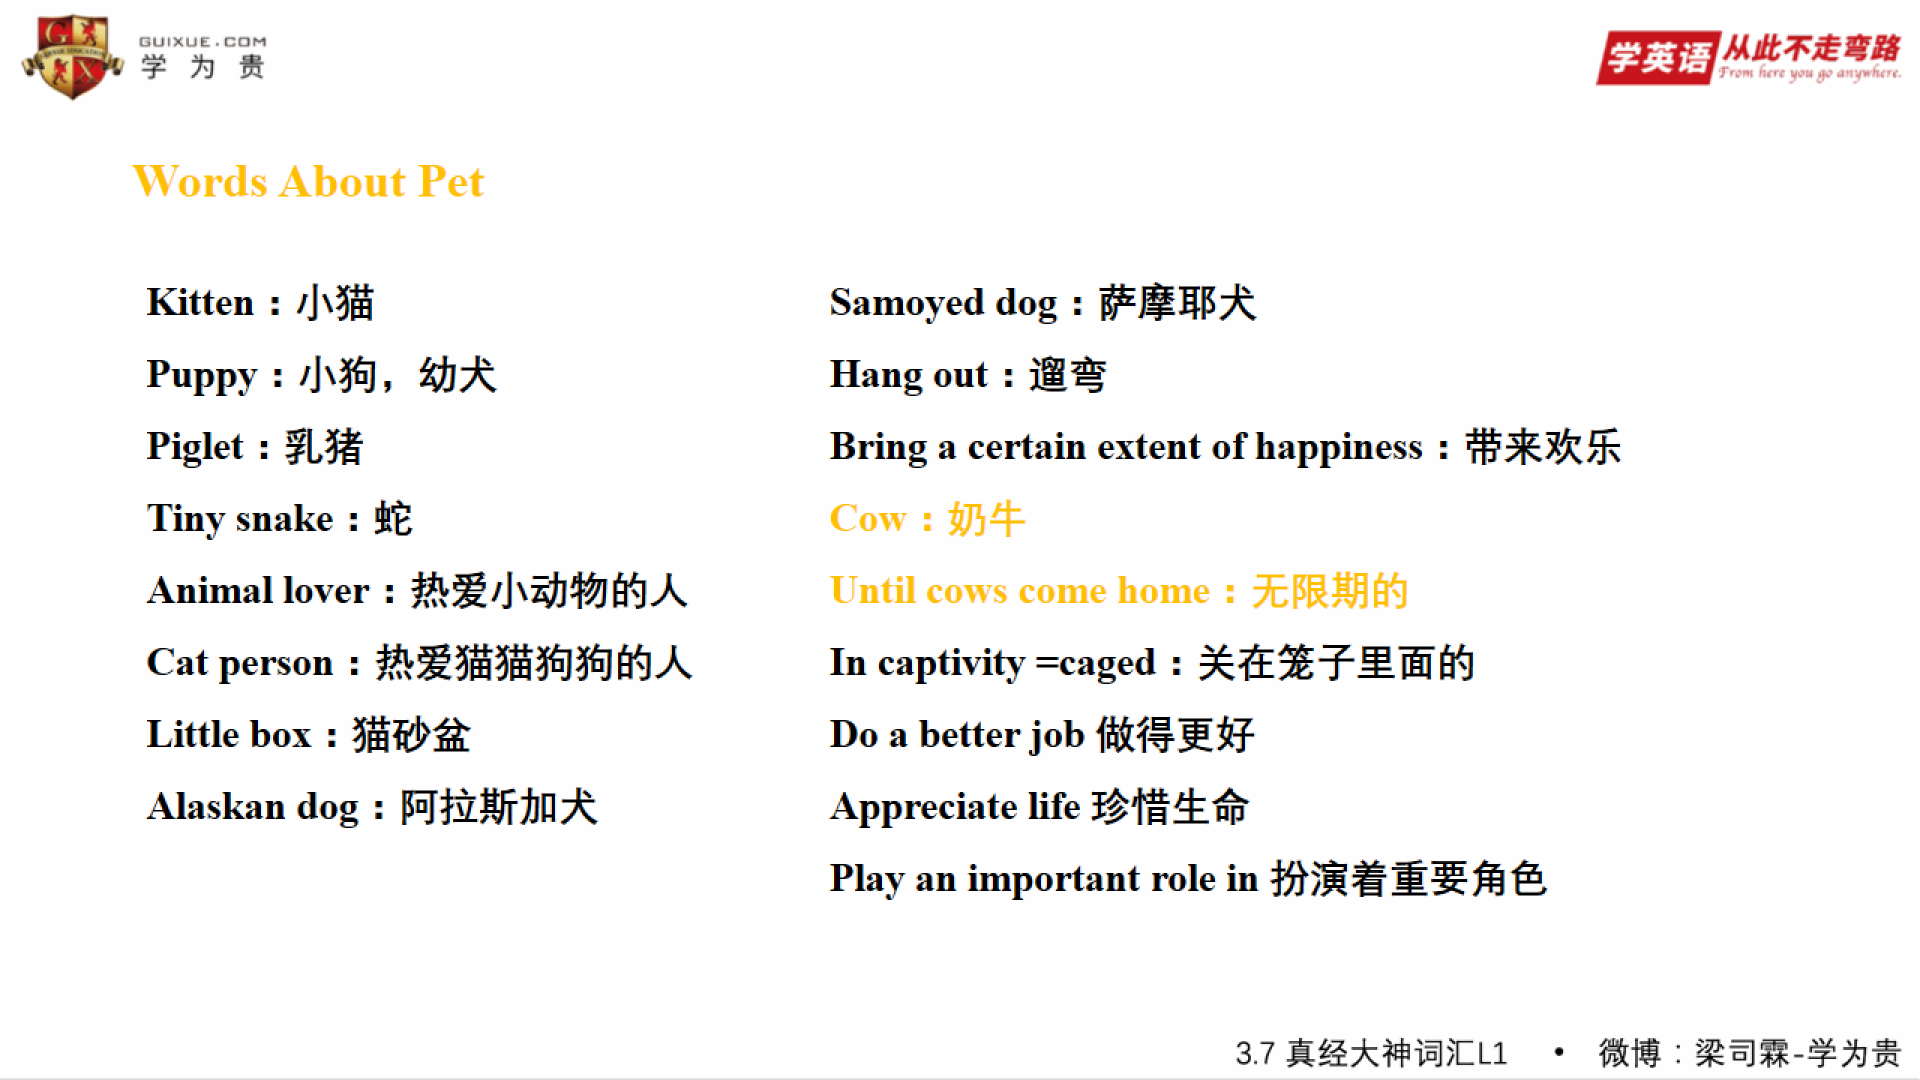 GUIXUE.COM
学为贵
学英语
从此不走弯路
From here you go anywhere.
Words About Pet
Kitten：小猫
Puppy：小狗，幼犬
Piglet：乳猪
Tiny snake：蛇
Animal lover：热爱小动物的人
Cat person：热爱猫猫狗狗的人
Little box：猫砂盆
Alaskan dog：阿拉斯加犬
Samoyed dog：萨摩耶犬
Hang out：遛弯
Bring a certain extent of happiness：带来欢乐
Cow：奶牛
Until cows come home：无限期的
In captivity =caged：关在笼子里面的
Do a better job 做得更好
Appreciate life 珍惜生命
Play an important role in 扮演着重要角色
3.7 真经大神词汇L1 • 微博：梁司霖-学为贵